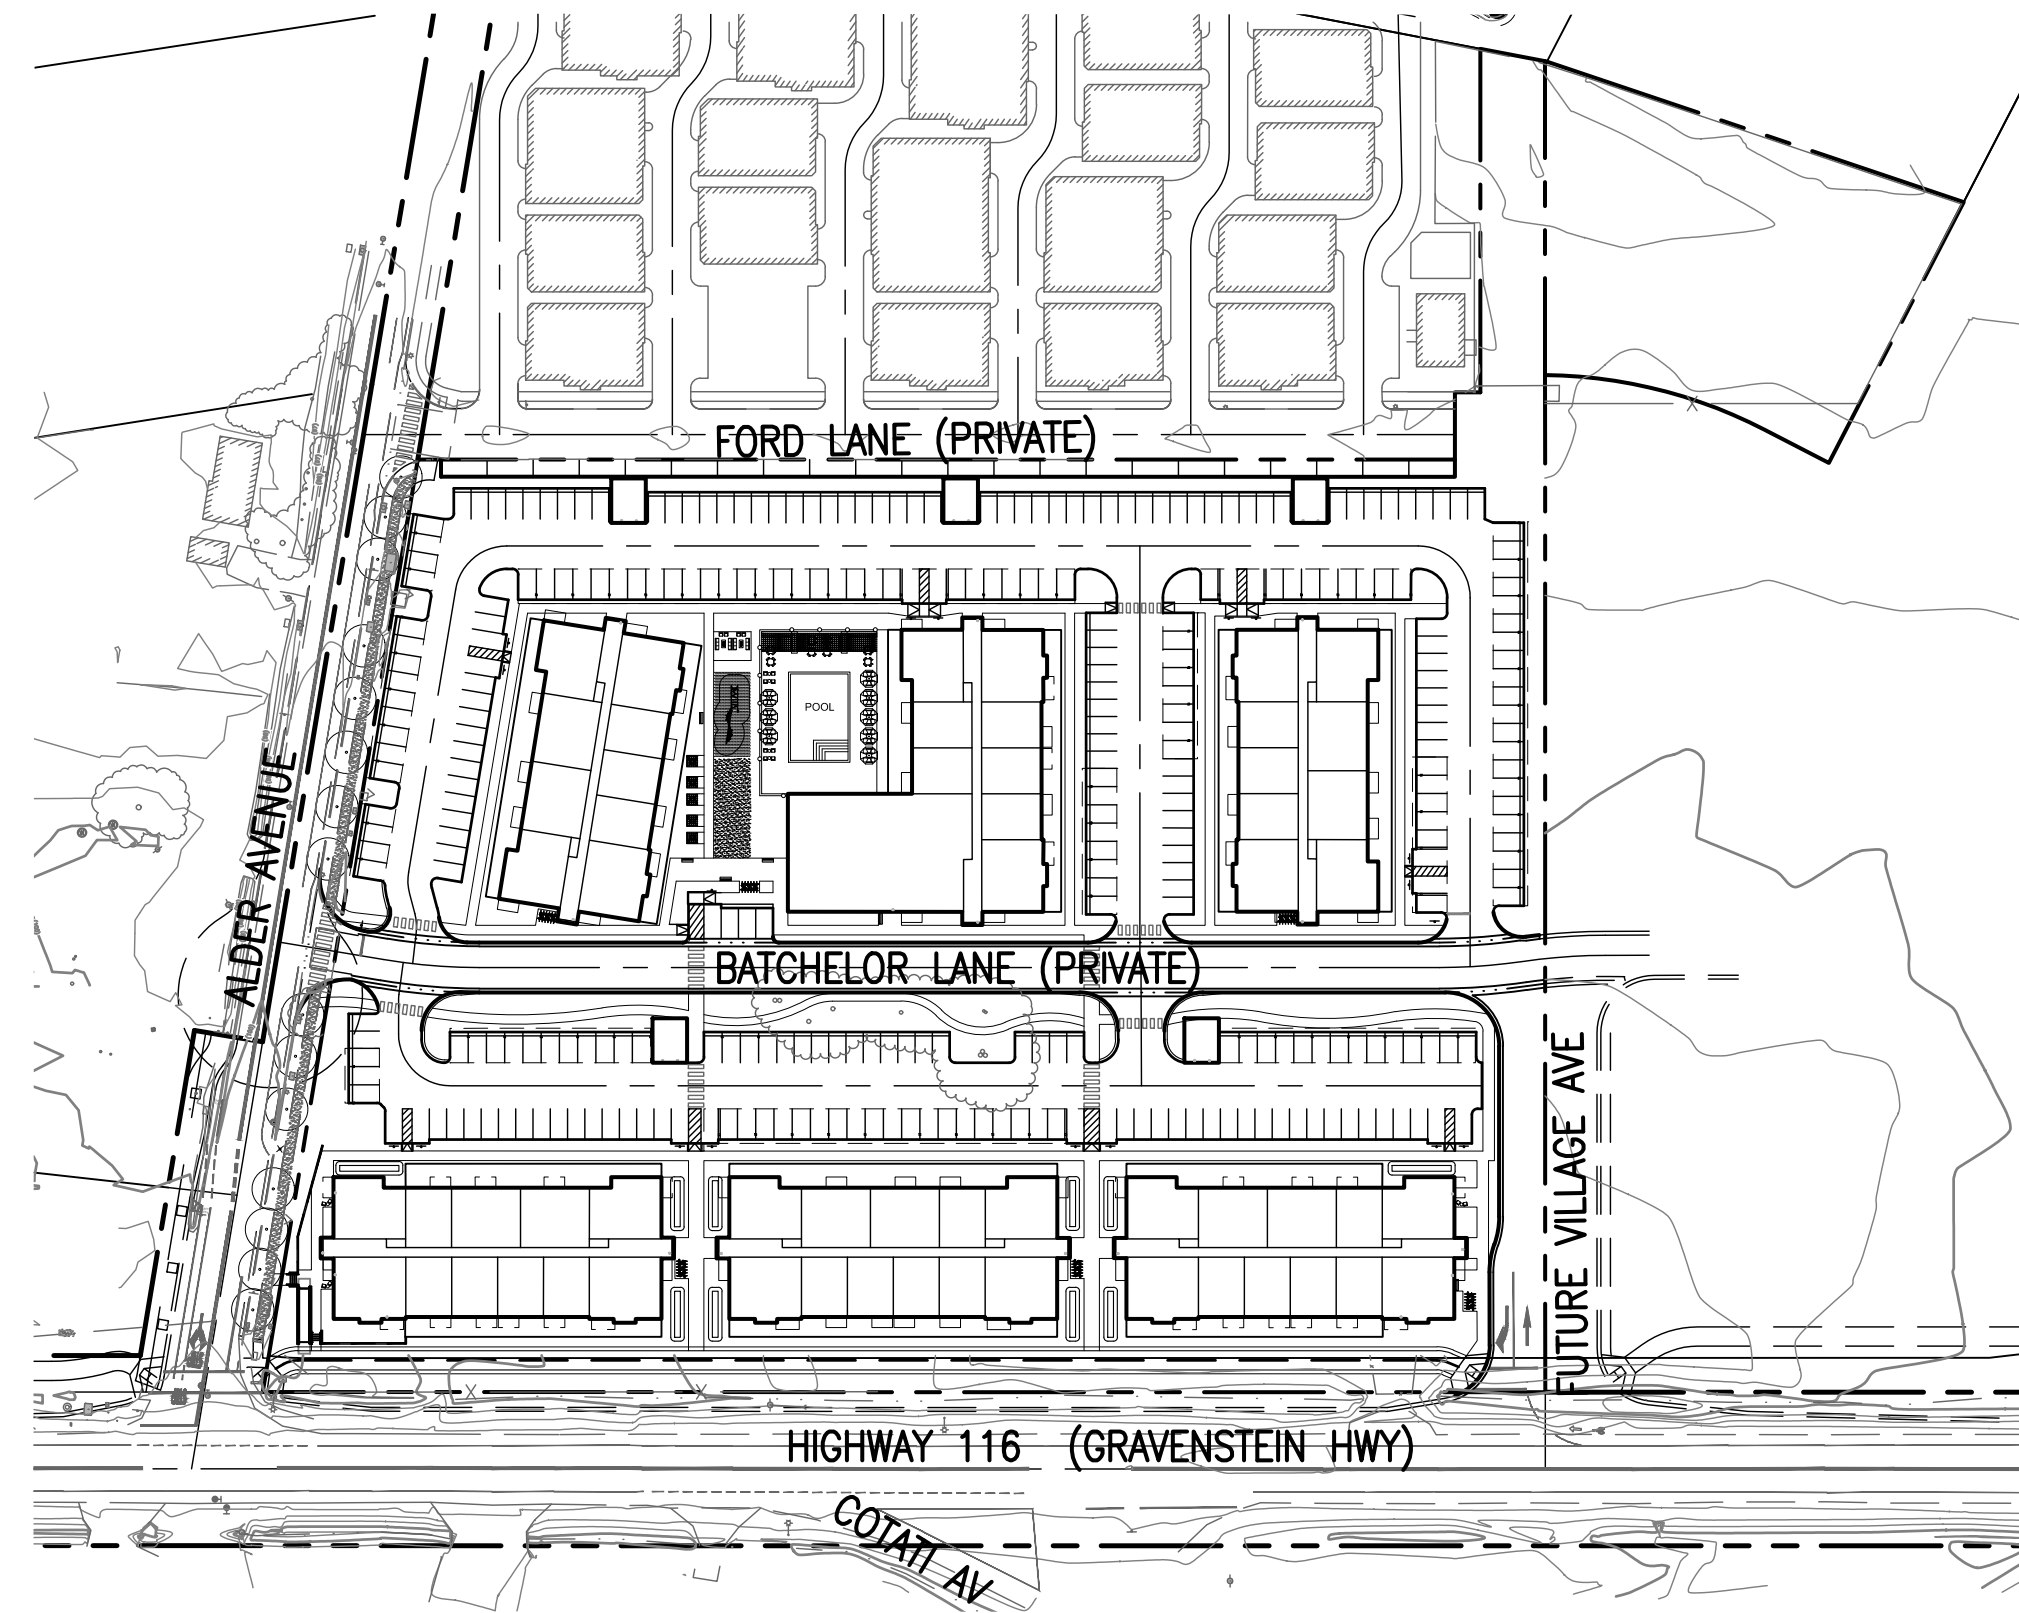 FORD LANE (PRIVATE)
POOL
ALDER AVENUE
BATCHELOR LANE (PRIVATE)
FUTURE VILLAGE AVE
HIGHWAY 116 (GRAVENSTEIN HWY)
COTATI AV